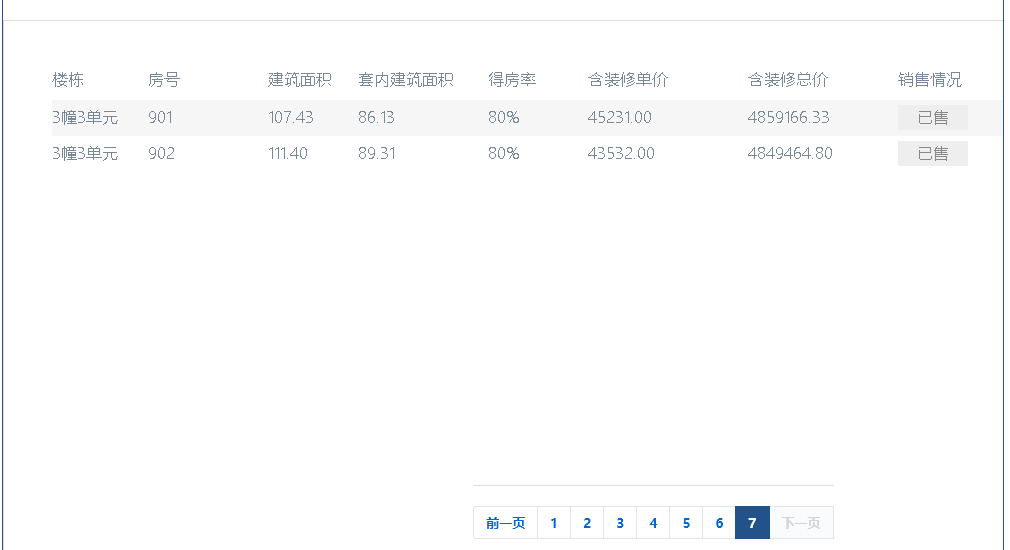 楼栋 房号 建筑面积 套内建筑面积 得房率 含装修单价 含装修总价 销售情况
3幢3单元 901 107.43 86.13 80% 45231.00 4859166.33 已售
3幢3单元 902 111.40 89.31 80% 43532.00 4849464.80 已售
前一页 1 2 3 4 5 6 7 下一页